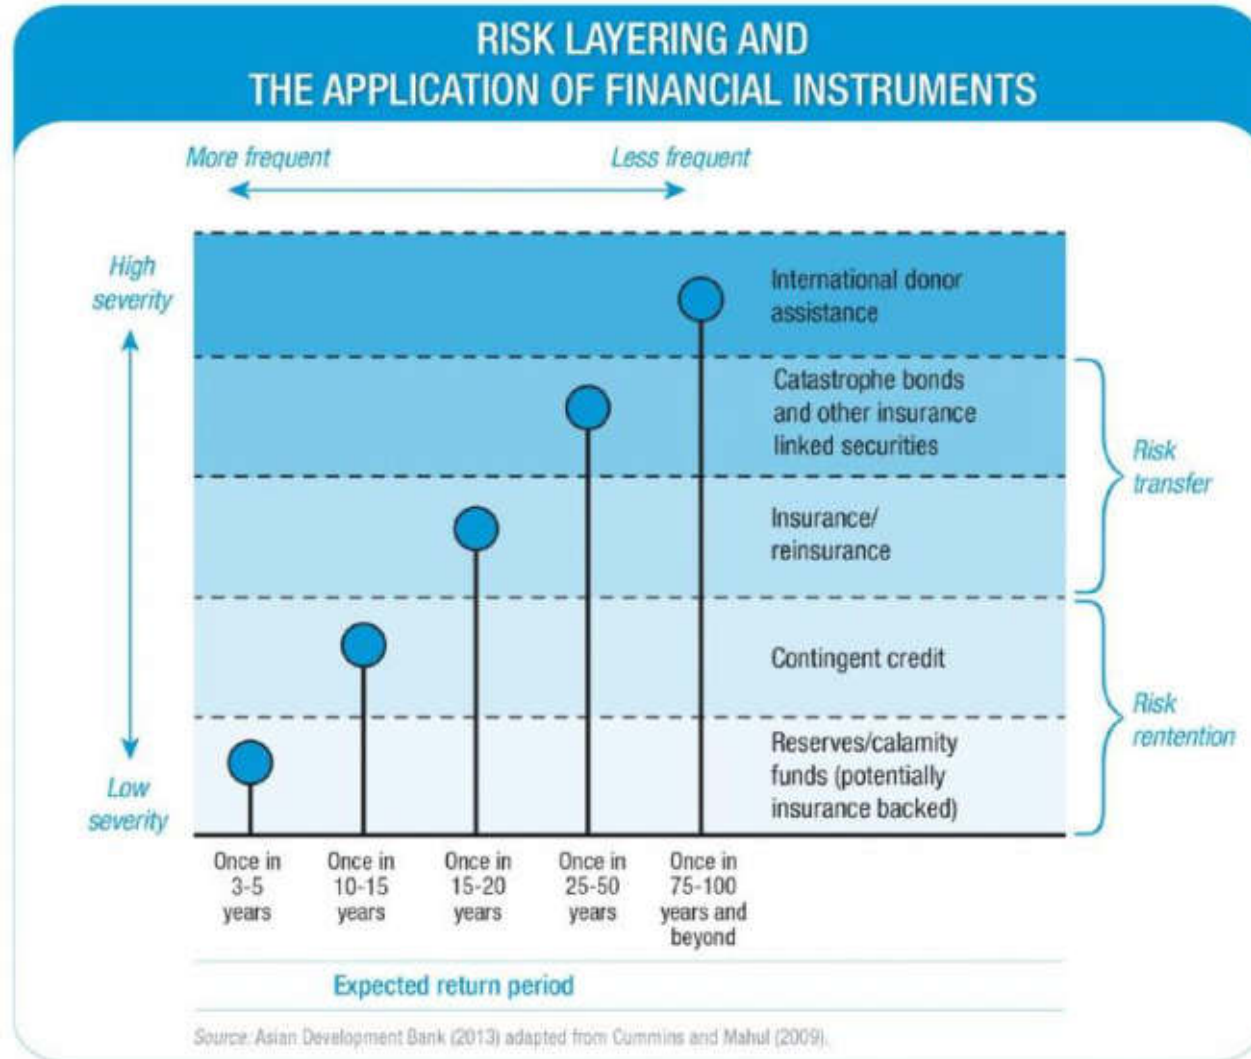 RISK LAYERING AND
THE APPLICATION OF FINANCIAL INSTRUMENTS
More frequent
Less frequent
High
severity
Low
severity
International donor
assistance
Catastrophe bonds
and other insurance
linked securities
Insurance/
reinsurance
Contingent credit
Reserves/calamity
funds (potentially
insurance backed)
Risk
transfer
Risk
rentention
Once in
3-5
years
Once in
10-15
years
Once in
15-20
years
Once in
25-50
years
Once in
75-100
years and
beyond
Expected return period
Source: Asian Development Bank (2013) adapted from Cummins and Mahul (2009).